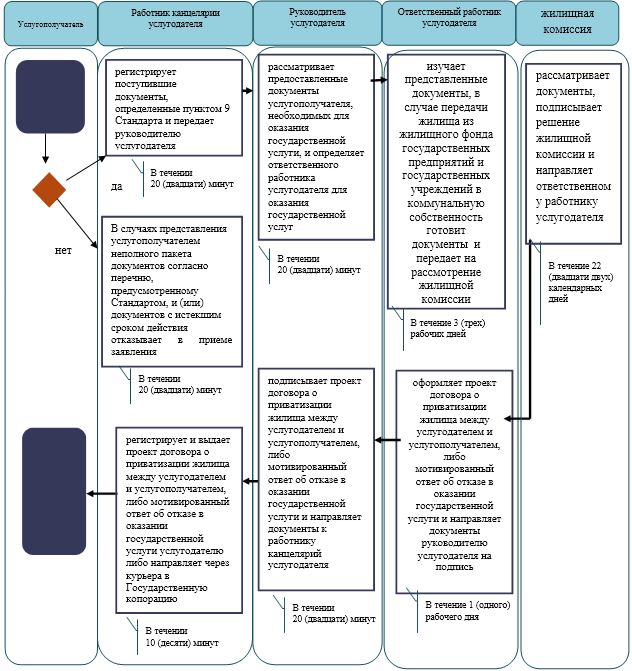 Услугополучатель
Работник канцелярии
услугодателя
Руководитель
услугодателя
Ответственный работник
услугодателя
жилищная
комиссия
регистрирует
поступившие
документы,
определенные пунктом 9
Стандарта и передает
руководителю
услугодателя
В течении
20 (двадцати) минут
да
нет
В случаях представления
услугополучателем
неполного пакета
документов согласно
перечню,
предусмотренному
Стандартом, и (или)
документов с истекшим
сроком действия
отказывает в приеме
заявления
В течении
20 (двадцати) минут
рассматривает
предоставленные
документы
услугополучателя,
необходимых для
оказания
государственной
услуги, и определяет
ответственного
работника
услугодателя для
оказания
государственной
услуг
В течении
20 (двадцати) минут
изучает
представленные
документы, в
случае передачи
жилища из
жилищного фонда
государственных
предприятий и
государственных
учреждений в
коммунальную
собственность
готовит
документы и
передает на
рассмотрение
жилищной
комиссии
В течение 3 (трех)
рабочих дней
рассматривает
документы,
подписывает
решение
жилищной
комиссии и
направляет
ответственном
у работнику
услугодателя
В течение 22
(двадцати двух)
календарных
дней
оформляет проект
договора о
приватизации
жилища между
услугодателем и
услугополучателем,
либо
мотивированный
ответ об отказе в
оказании
государственной
услуги и направляет
документы
руководителю
услугодателя на
подпись
В течение 1 (одного)
рабочего дня
подписывает проект
договора о
приватизации
жилища между
услугодателем и
услугополучателем,
либо
мотивированный
ответ об отказе в
оказании
государственной
услуги и направляет
документы к
работнику
канцелярий
услугодателя
В течении
20 (двадцати) минут
регистрирует и выдает
проект договора о
приватизации жилища
между услугодателем
и услугополучателем,
либо мотивированный
ответ об отказе в
оказании
государственной
услуги услугодателю
либо направляет через
курьера в
Государственную
копорацию
В течении
10 (десяти) минут